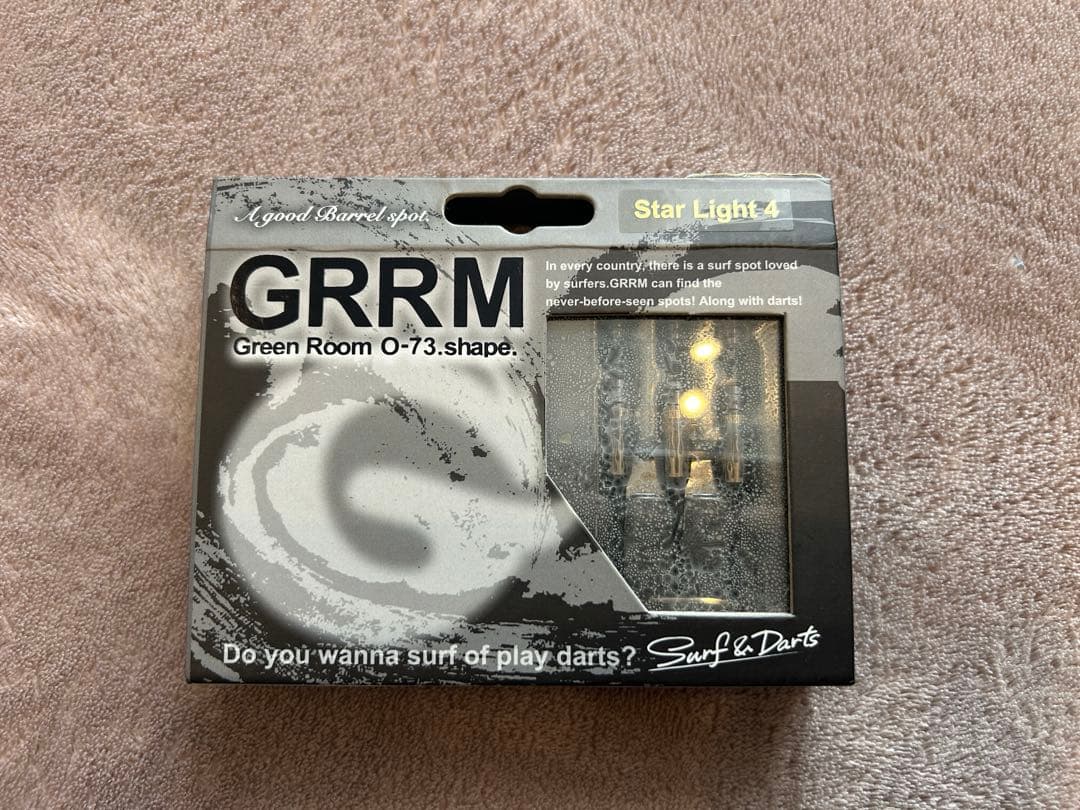 A good Barrel spot.
Star Light 4
GRRM
Green Room O-73.shape.
In every country, there is a surf spot loved
by surfers.GRRM can find the
never-before-seen spots! Along with darts!
Do you wanna surf of play darts?
Surf & Darts